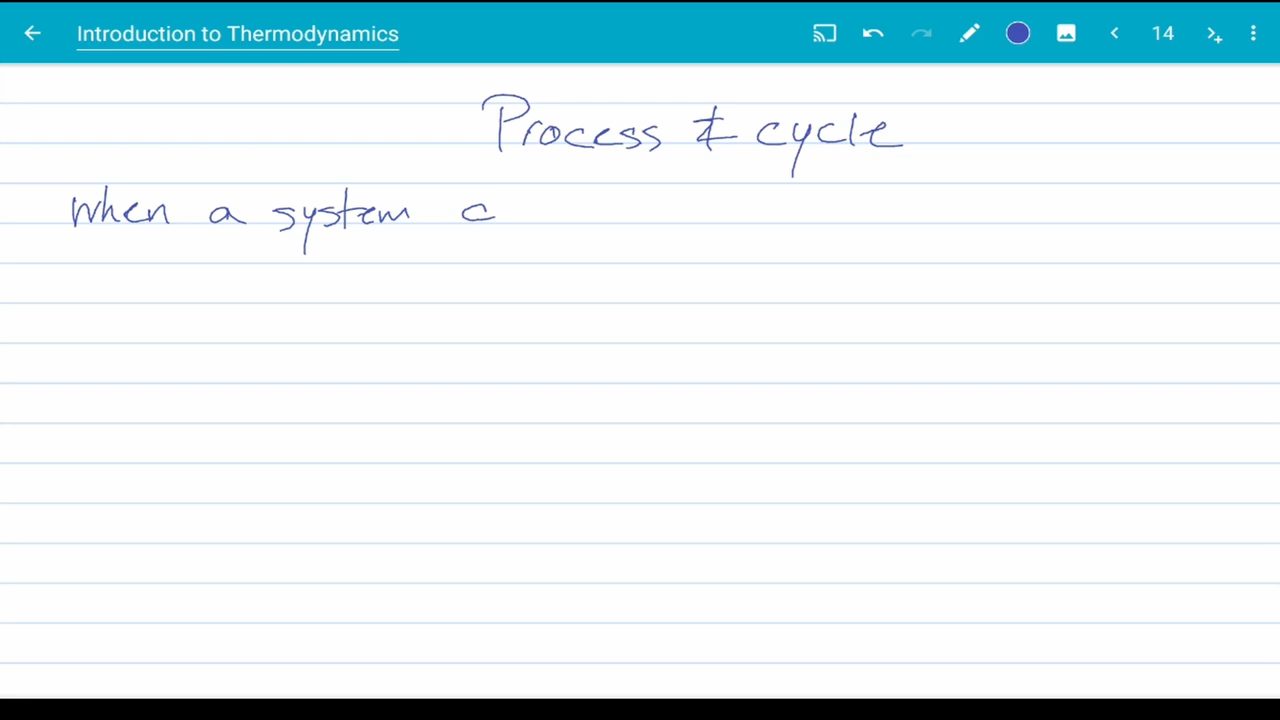 Introduction to Thermodynamics
14
Process & cycle
when a system c